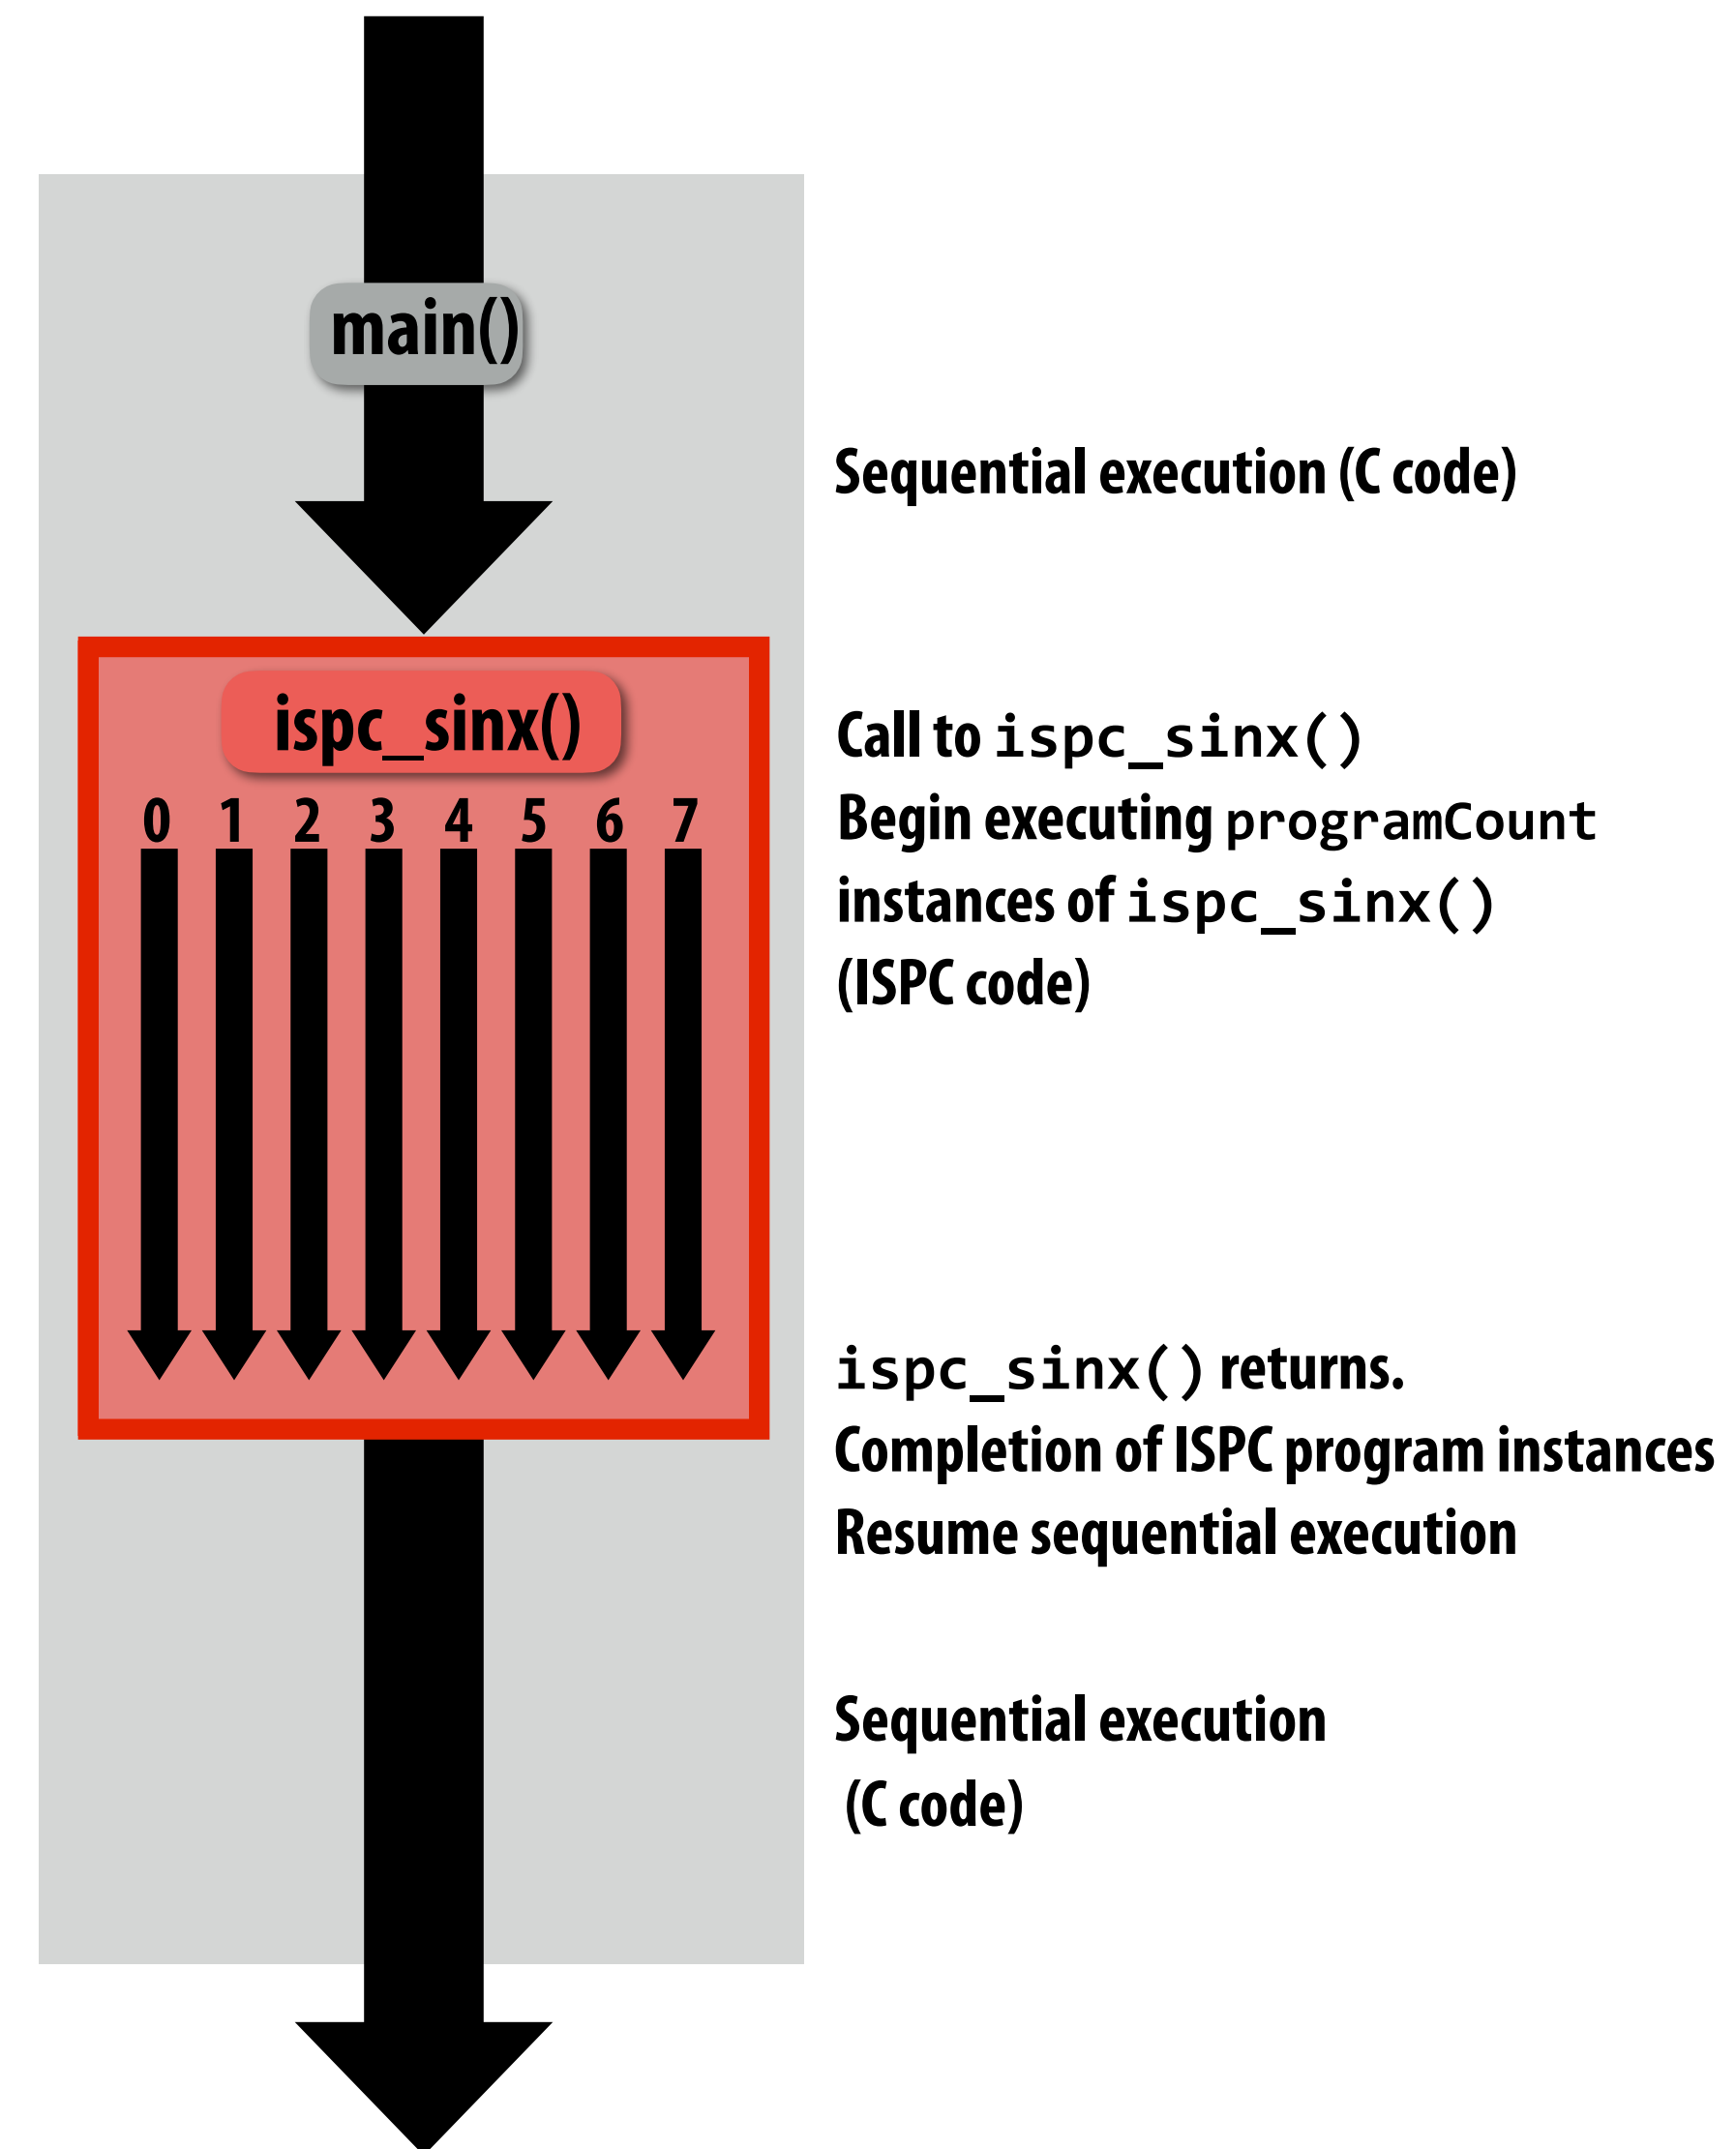 main()
Sequential execution (C code)
ispc_sinx()
0 1 2 3 4 5 6 7
Call to ispc_sinx()
Begin executing programCount
instances of ispc_sinx()
(ISPC code)
ispc_sinx() returns.
Completion of ISPC program instances
Resume sequential execution
Sequential execution
(C code)